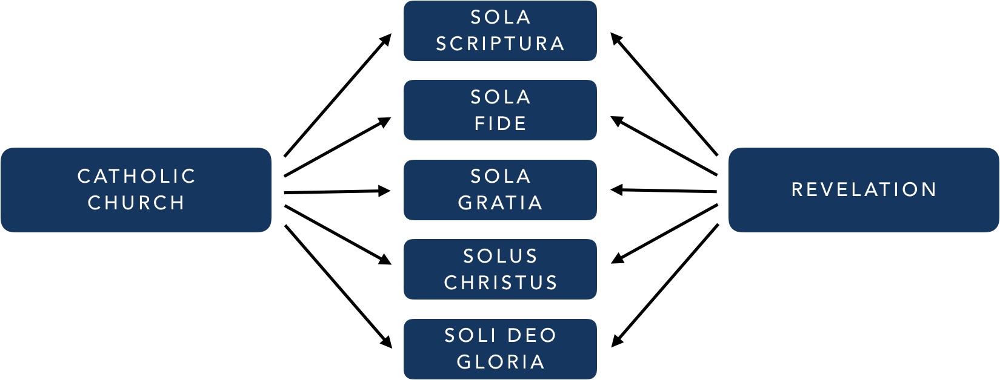 SOLA
SCRIPTURA
SOLA
FIDE
CATHOLIC
CHURCH
SOLA
GRATIA
REVELATION
SOLUS
CHRISTUS
SOLI DEO
GLORIA